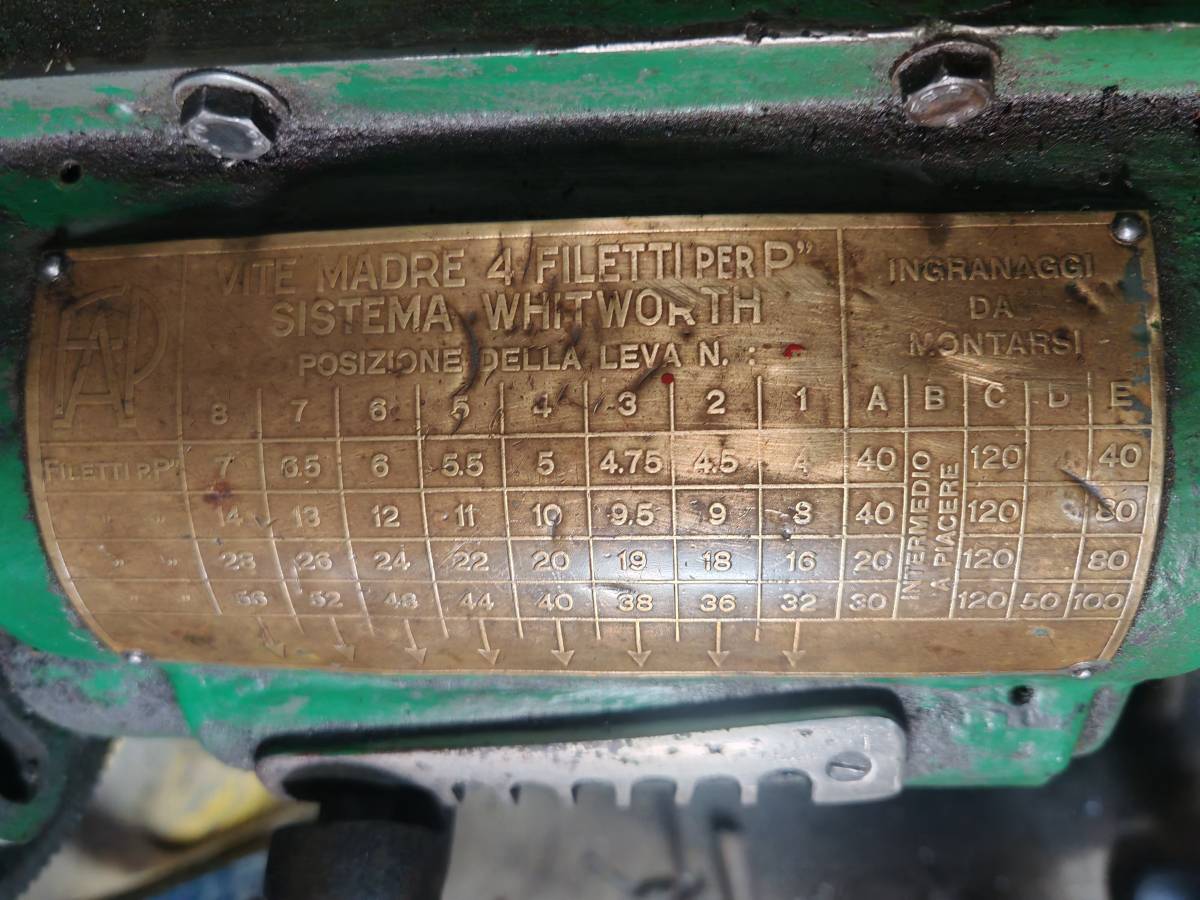 VITE MADRE 4 FILETTI PER P"
SISTEMA WHITWORTH
POSIZIONE DELLA LEVA N. :
INGRANAGGI
DA
MONTARSI
8 7 6 5 4 3 2 1 A B C D E
FILETTI P.P" 7 6.5 6 5.5 5 4.75 4.5 4 40 120 40
" " 14 13 12 11 10 9.5 9 8 40 120 80
" " 28 26 24 22 20 19 18 16 20 120 80
" " 56 52 48 44 40 38 36 32 30 120 50 100
INTERMEDIO
A PIACERE